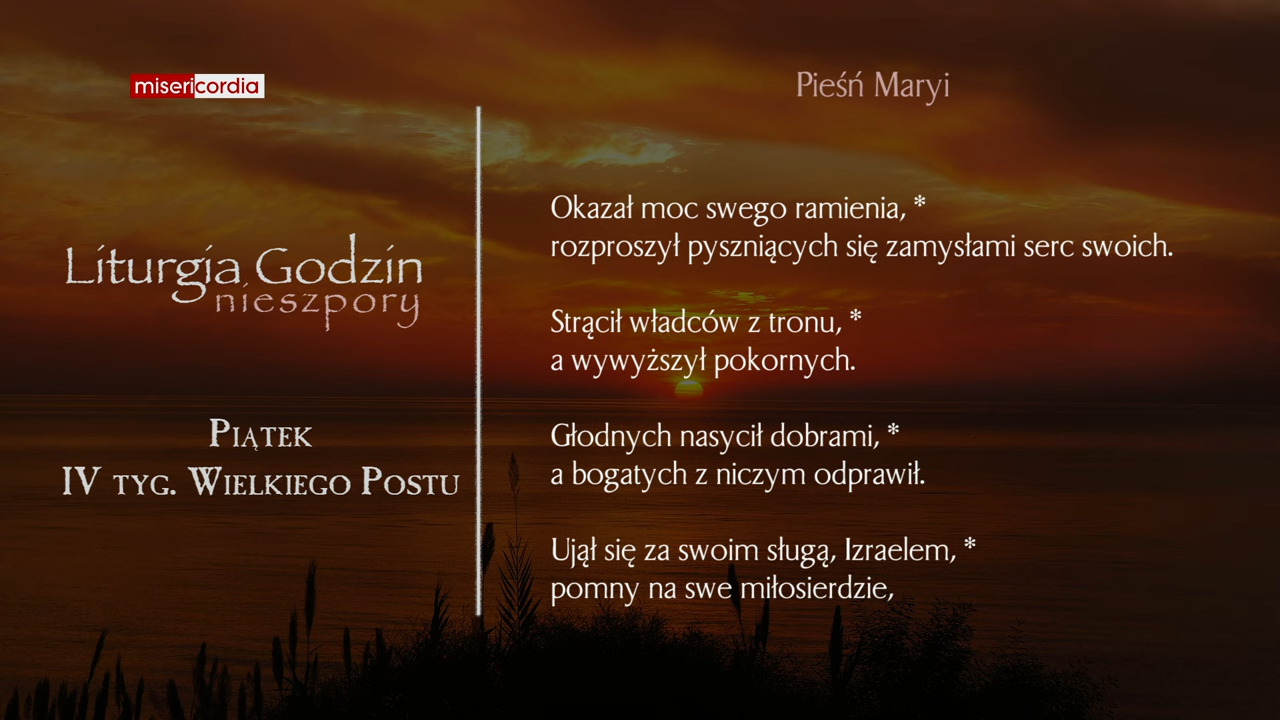 misericordia
Liturgia Godzin
nieszpory
Piątek
IV tyg. Wielkiego Postu
Pieśń Maryi
Okazał moc swego ramienia, *
rozproszył pyszniących się zamysłami serc swoich.
Strącił władców z tronu, *
a wywyższył pokornych.
Głodnych nasycił dobrami, *
a bogatych z niczym odprawił.
Ujął się za swoim sługą, Izraelem, *
pomny na swe miłosierdzie,